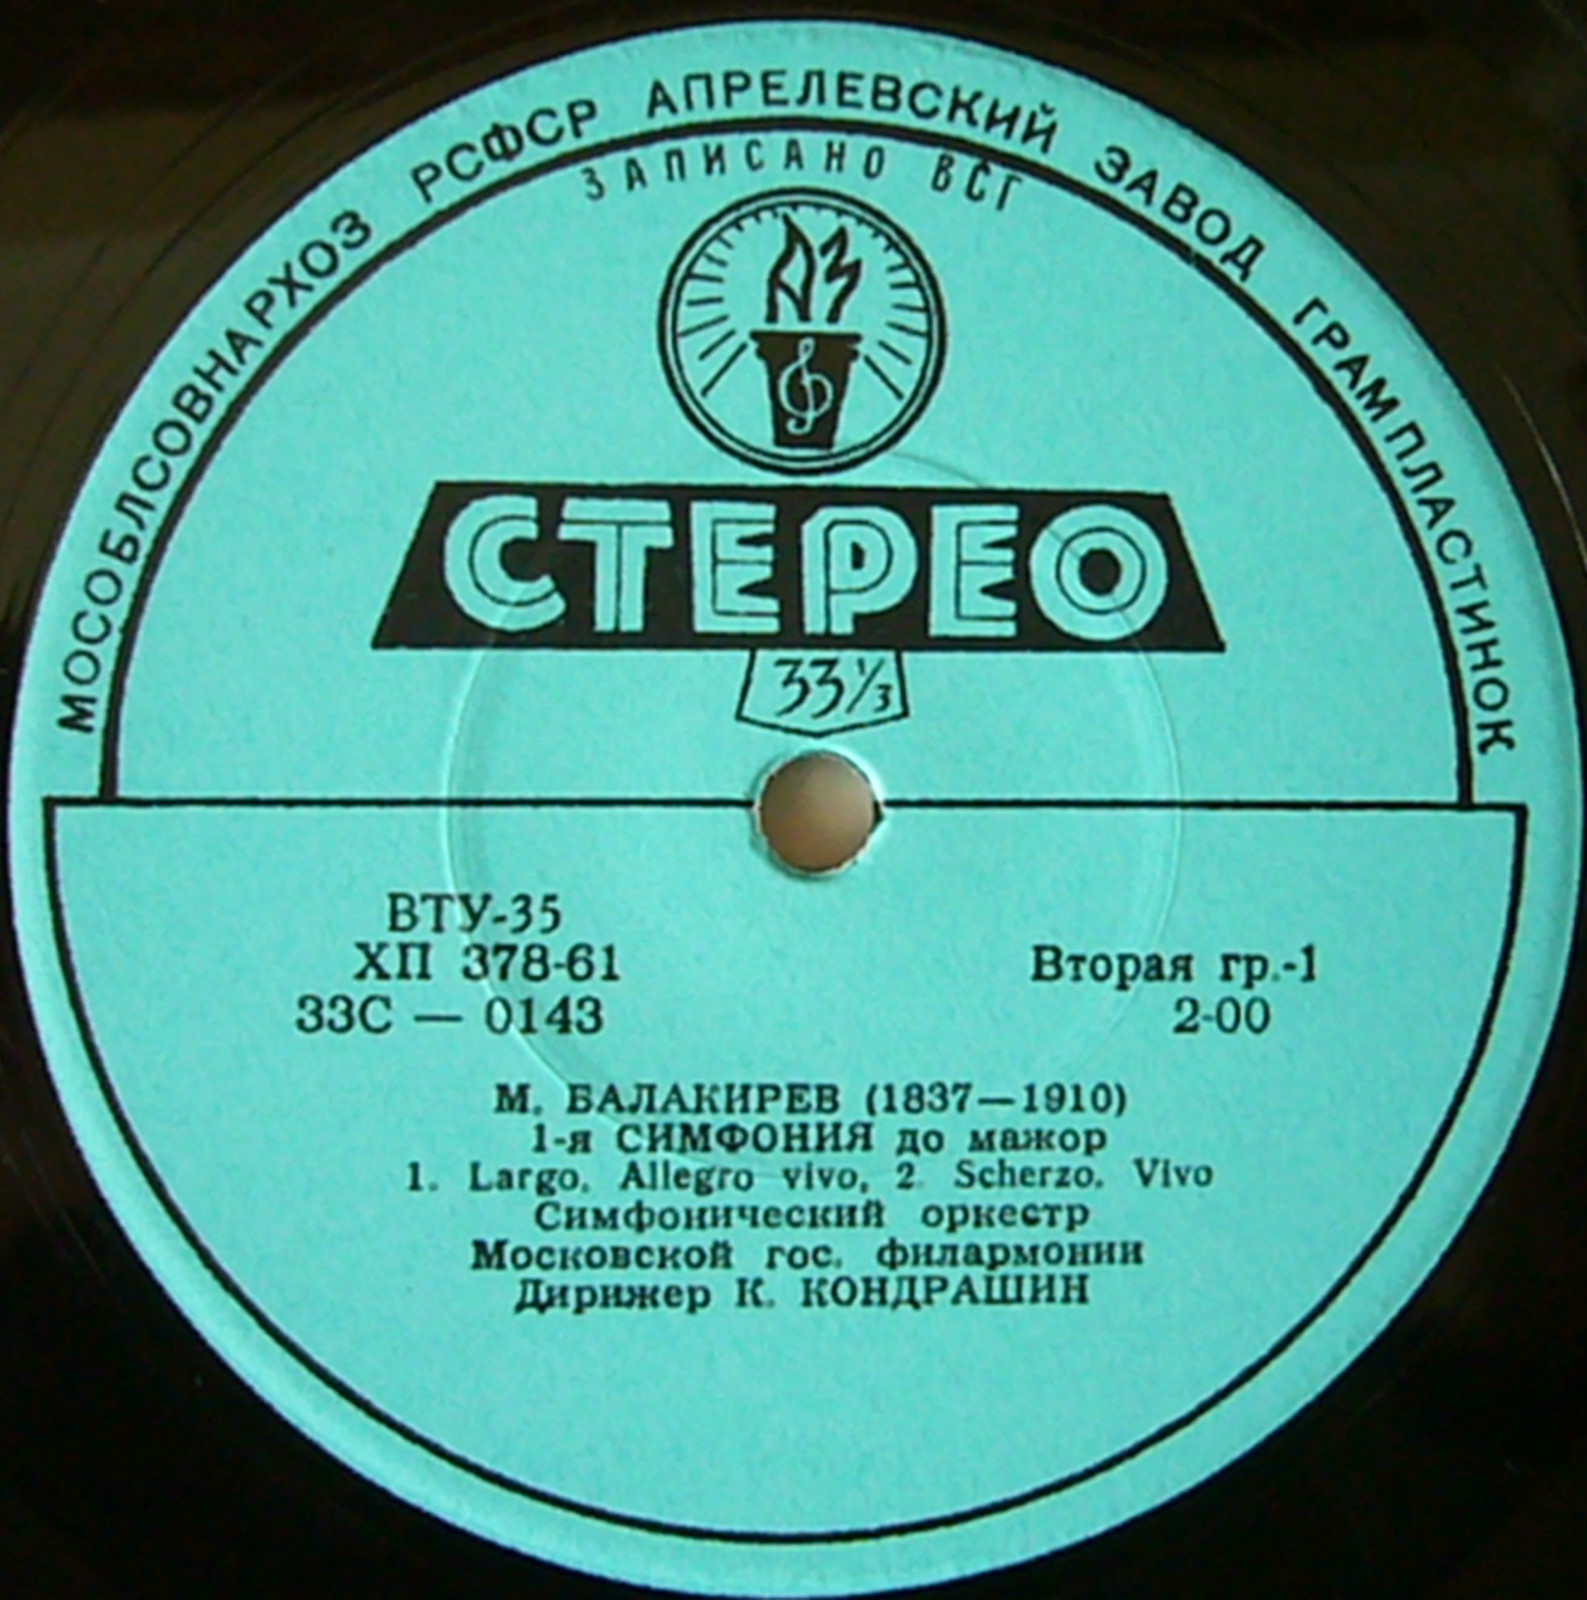 МОСОБЛСОВНАРХОЗ РСФСР АПРЕЛЕВСКИЙ ЗАВОД ГРАМПЛАСТИНОК
ЗАПИСАНО ВСГ
АЗ
СТЕРЕО
33⅓
ВТУ-35
ХП 378-61
33С — 0143
Вторая гр.-1
2-00
М. БАЛАКИРЕВ (1837—1910)
1-я СИМФОНИЯ до мажор
1. Largo. Allegro vivo, 2. Scherzo. Vivo
Симфонический оркестр
Московской гос. филармонии
Дирижер К. КОНДРАШИН